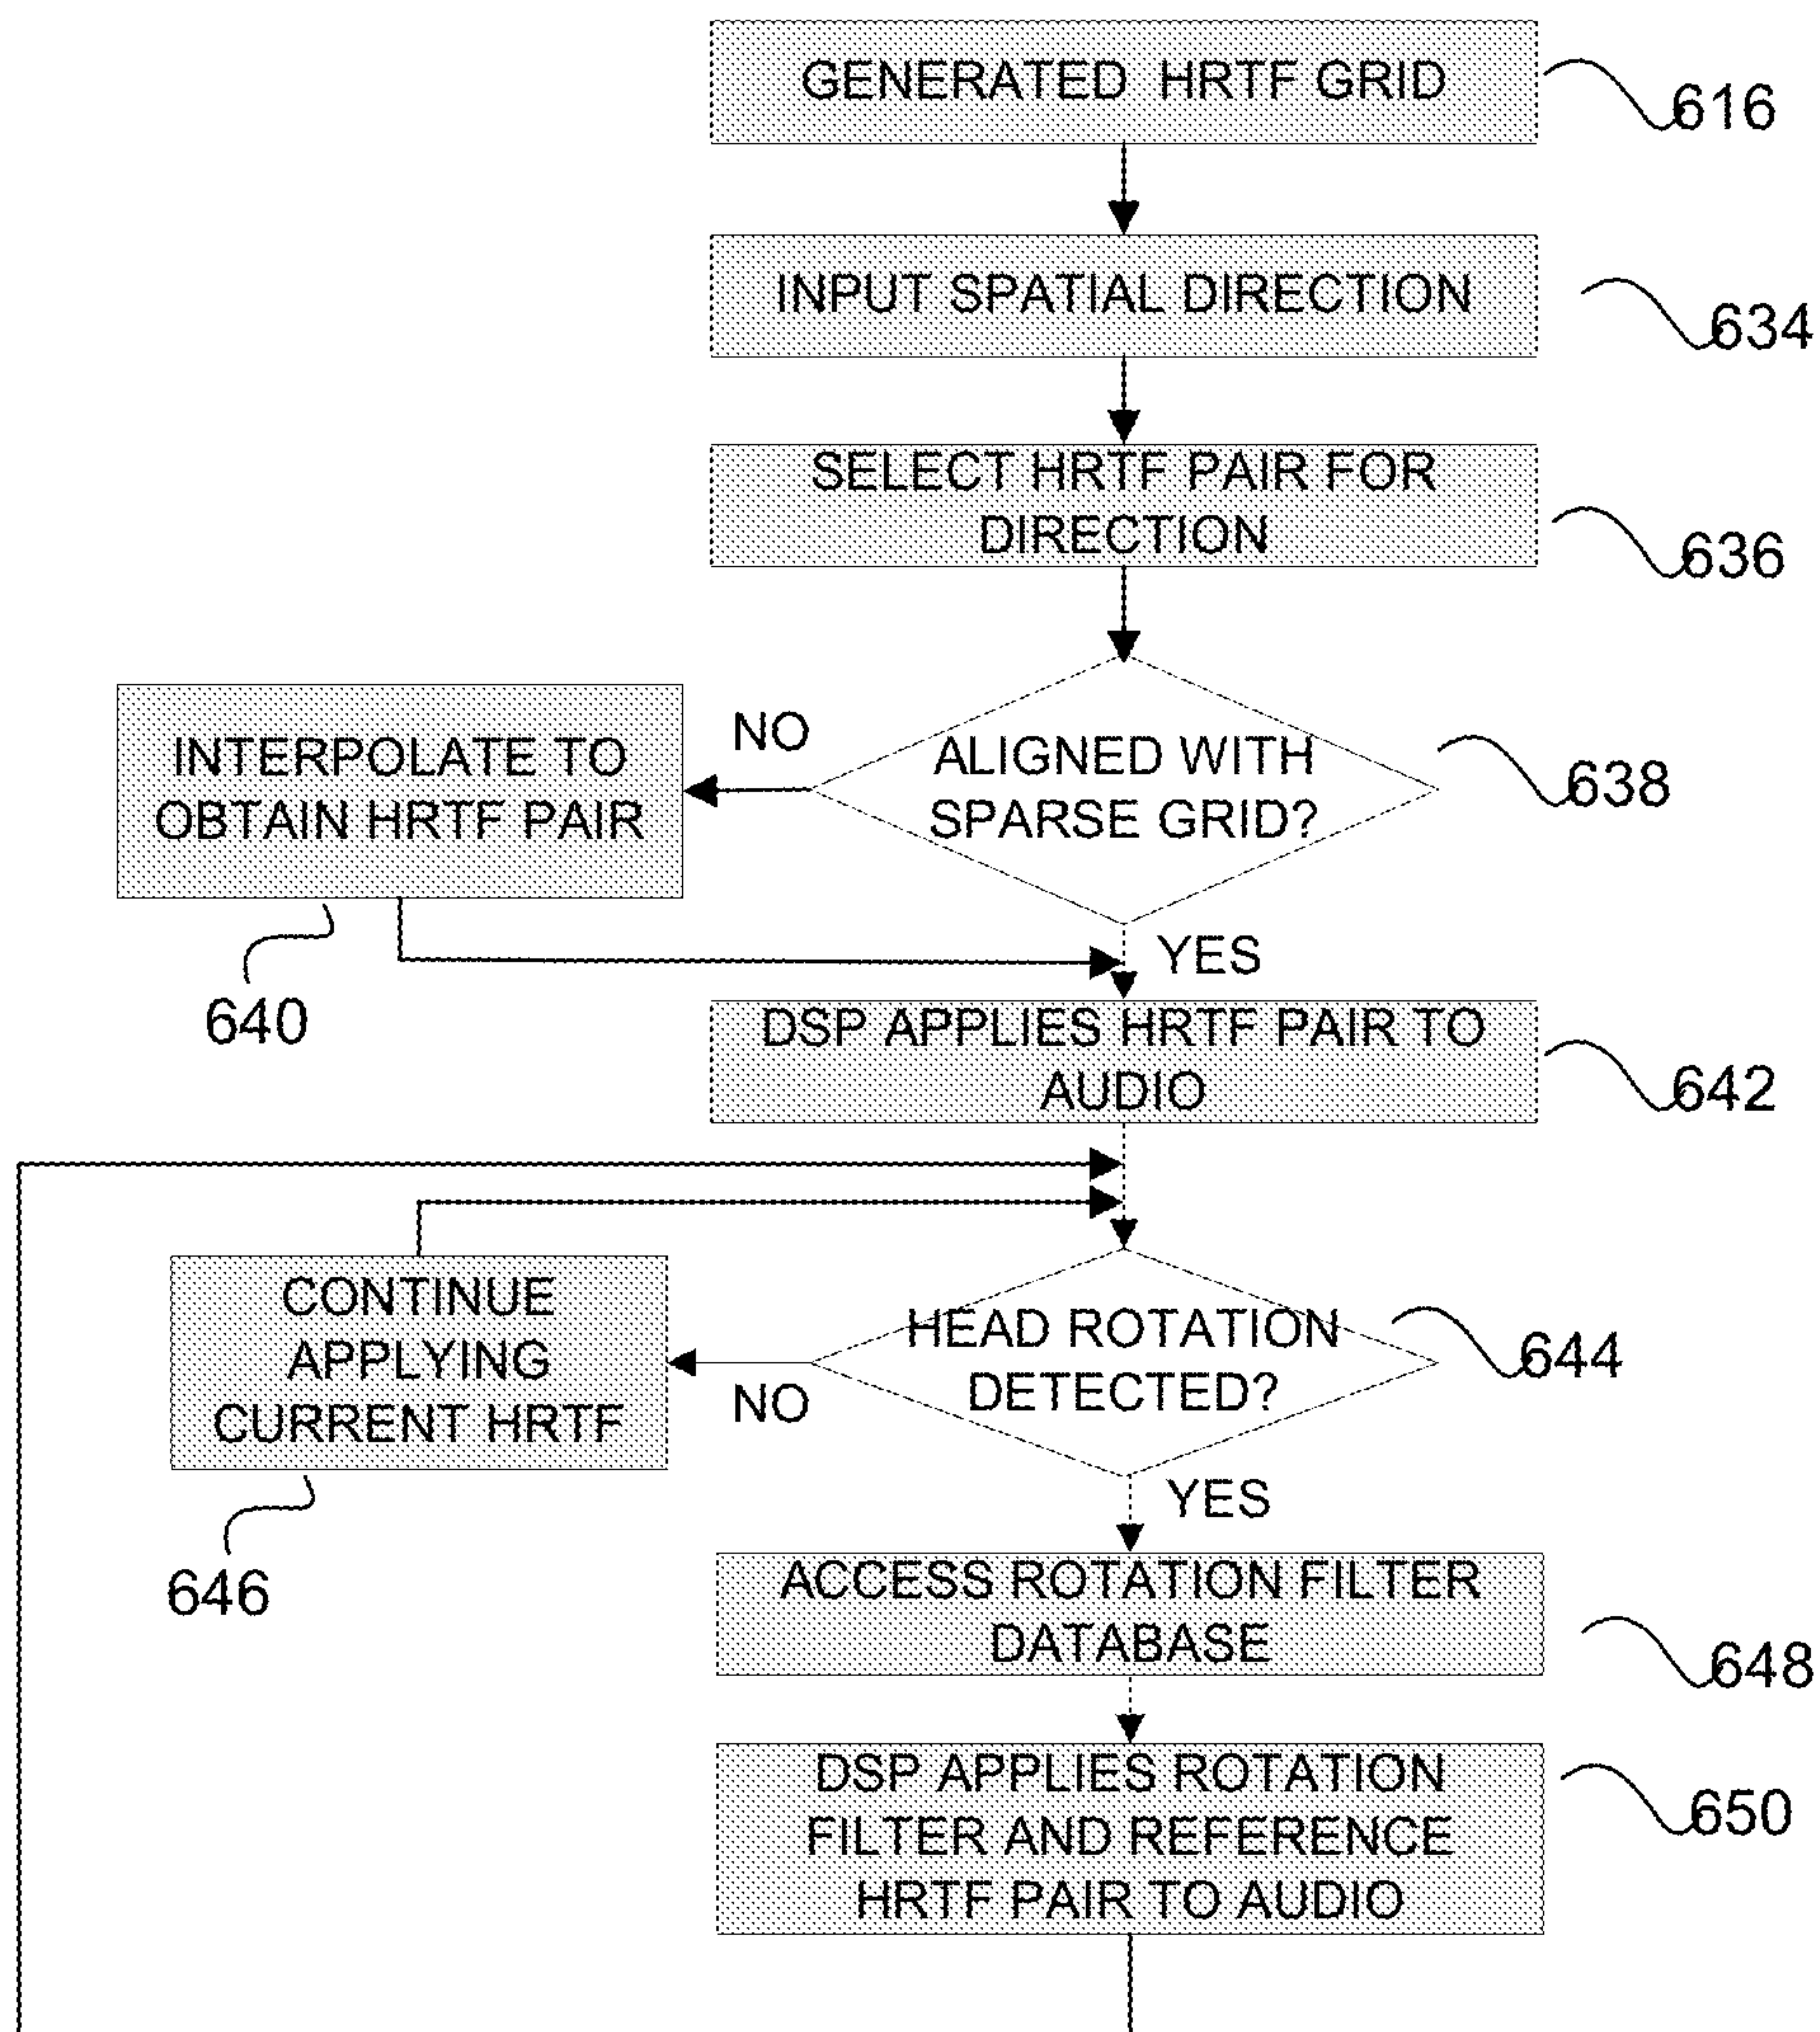 GENERATED HRTF GRID
616
INPUT SPATIAL DIRECTION
634
SELECT HRTF PAIR FOR
DIRECTION
636
NO
ALIGNED WITH
SPARSE GRID?
638
INTERPOLATE TO
OBTAIN HRTF PAIR
640
YES
DSP APPLIES HRTF PAIR TO
AUDIO
642
CONTINUE
APPLYING
CURRENT HRTF
646
NO
HEAD ROTATION
DETECTED?
644
YES
ACCESS ROTATION FILTER
DATABASE
648
DSP APPLIES ROTATION
FILTER AND REFERENCE
HRTF PAIR TO AUDIO
650